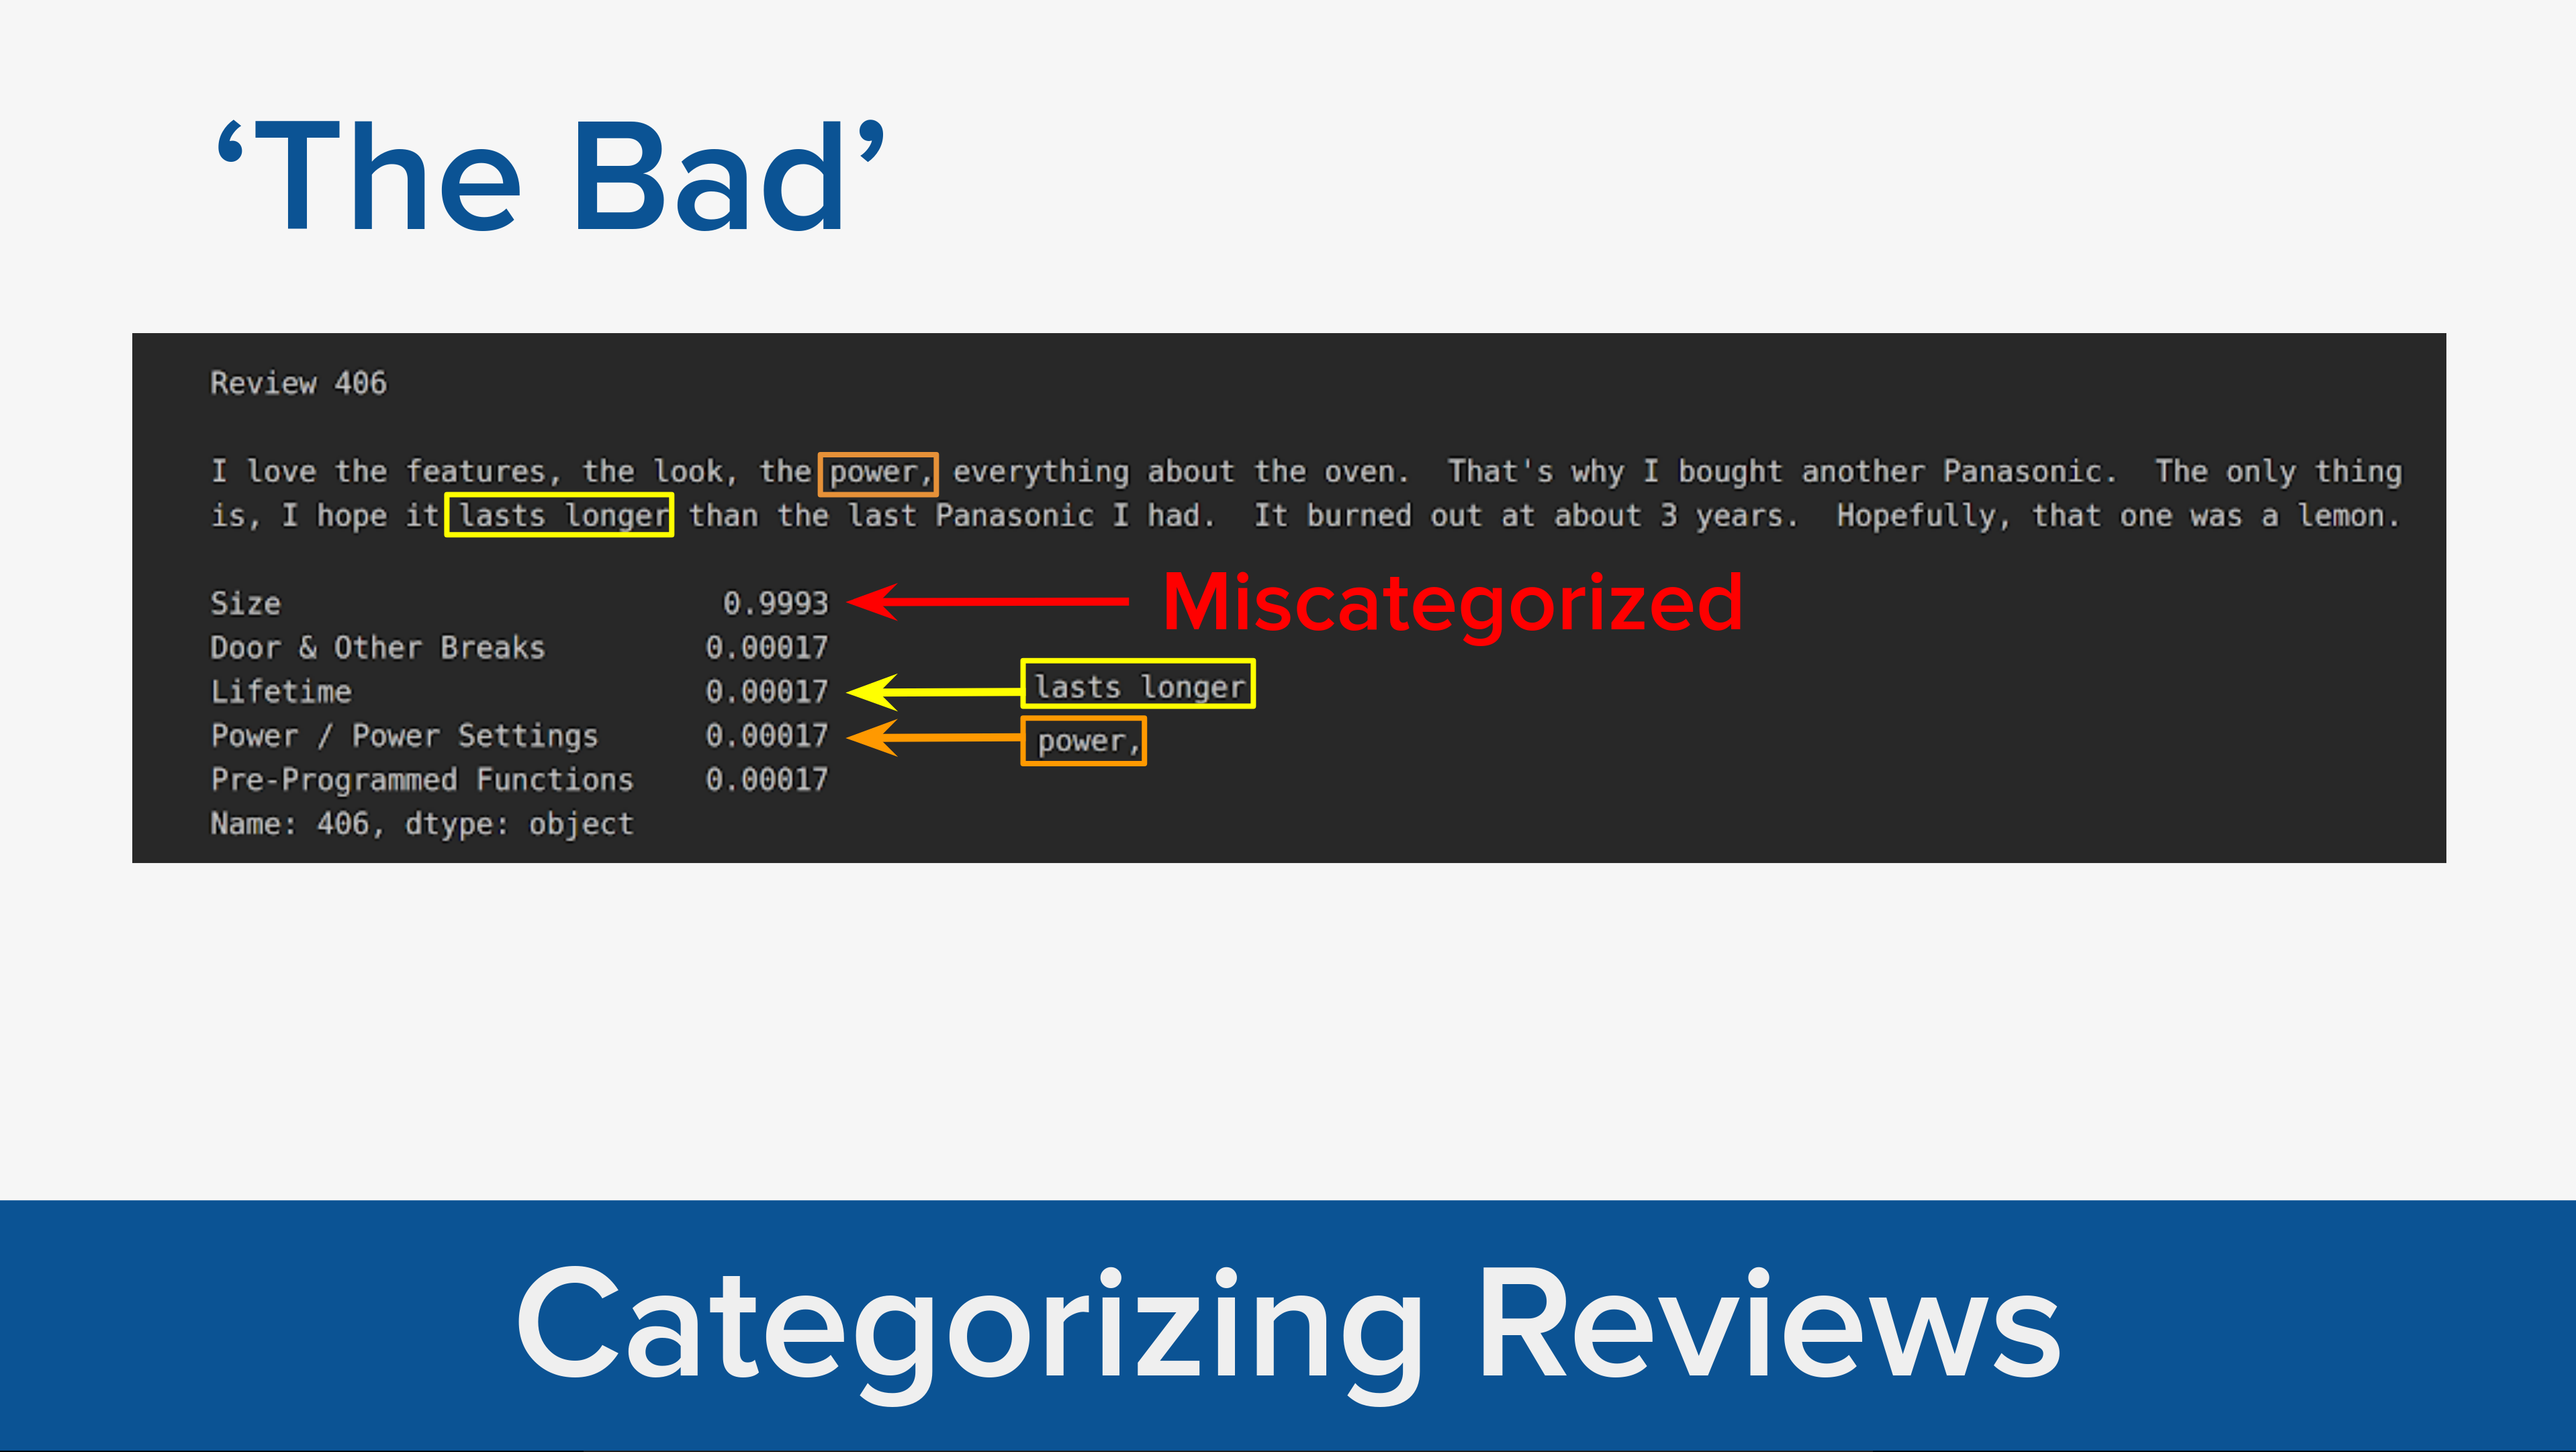 ‘The Bad’
Review 406
I love the features, the look, the power, everything about the oven.  That's why I bought another Panasonic.  The only thing
is, I hope it lasts longer than the last Panasonic I had.  It burned out at about 3 years.  Hopefully, that one was a lemon.
Size 0.9993 Miscategorized
Door & Other Breaks 0.00017
Lifetime 0.00017 lasts longer
Power / Power Settings 0.00017 power,
Pre-Programmed Functions 0.00017
Name: 406, dtype: object
Categorizing Reviews